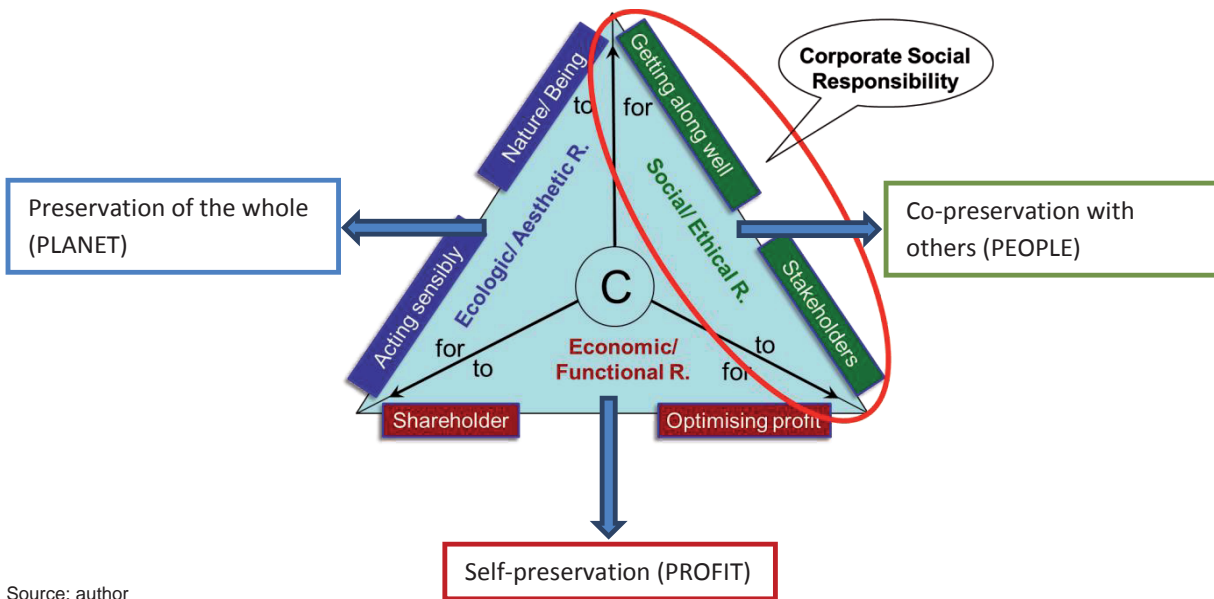 Corporate Social
Responsibility
Nature/ Being
to
for
Getting along well
Preservation of the whole
(PLANET)
Ecologic/ Aesthetic R.
Social/ Ethical R.
Co-preservation with
others (PEOPLE)
Acting sensibly
C
Stakeholders
for
to
Economic/
Functional R.
to
for
Shareholder
Optimising profit
Self-preservation (PROFIT)
Source: author